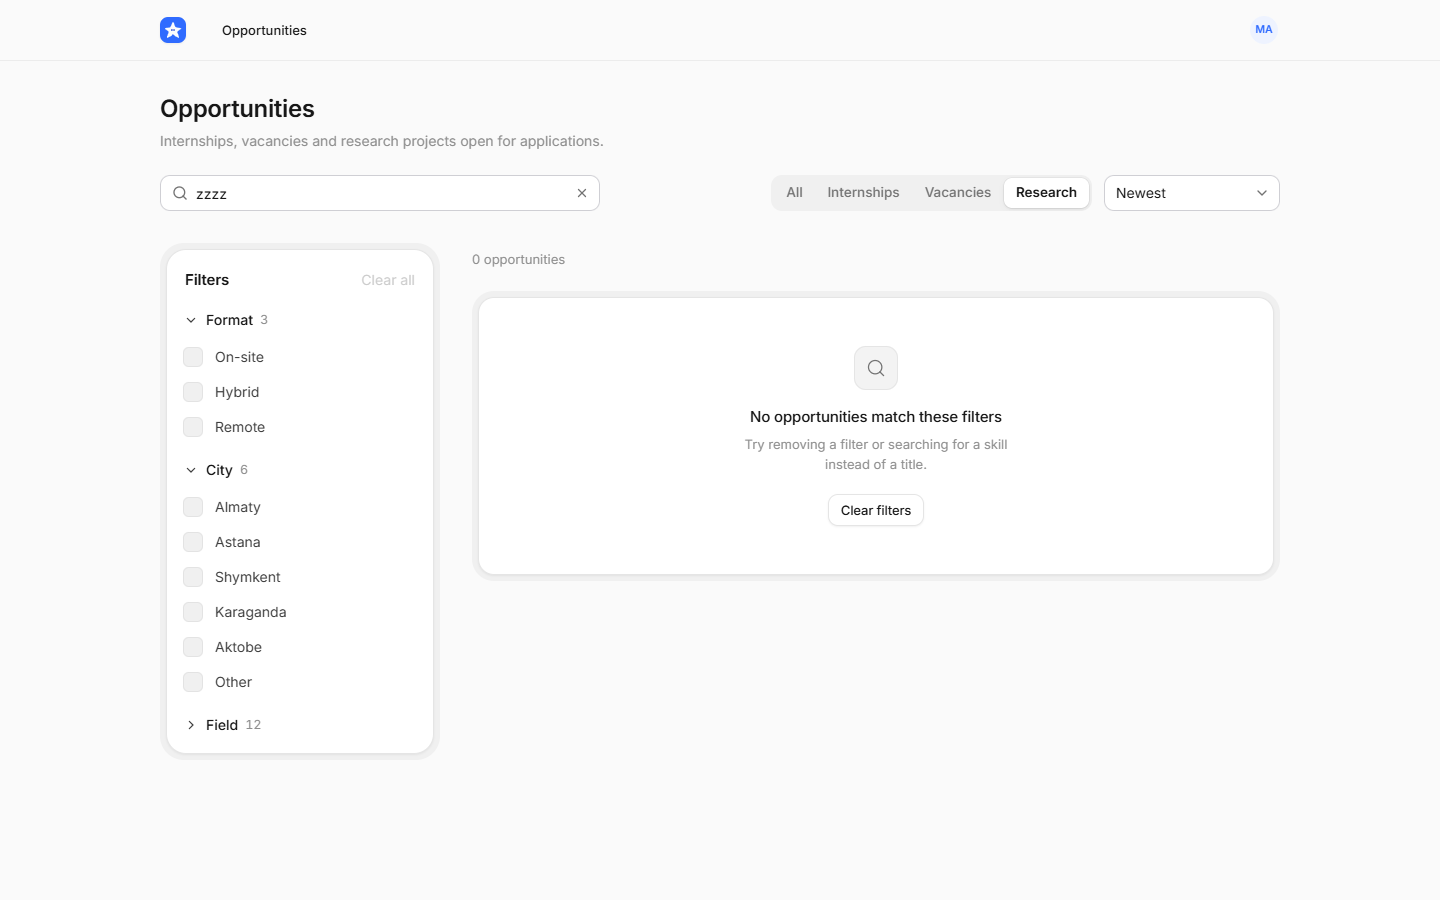 Opportunities
MA
Opportunities
Internships, vacancies and research projects open for applications.
zzzz
All
Internships
Vacancies
Research
Newest
Filters
Clear all
0 opportunities
Format 3
On-site
Hybrid
Remote
City 6
Almaty
Astana
Shymkent
Karaganda
Aktobe
Other
Field 12
No opportunities match these filters
Try removing a filter or searching for a skill
instead of a title.
Clear filters